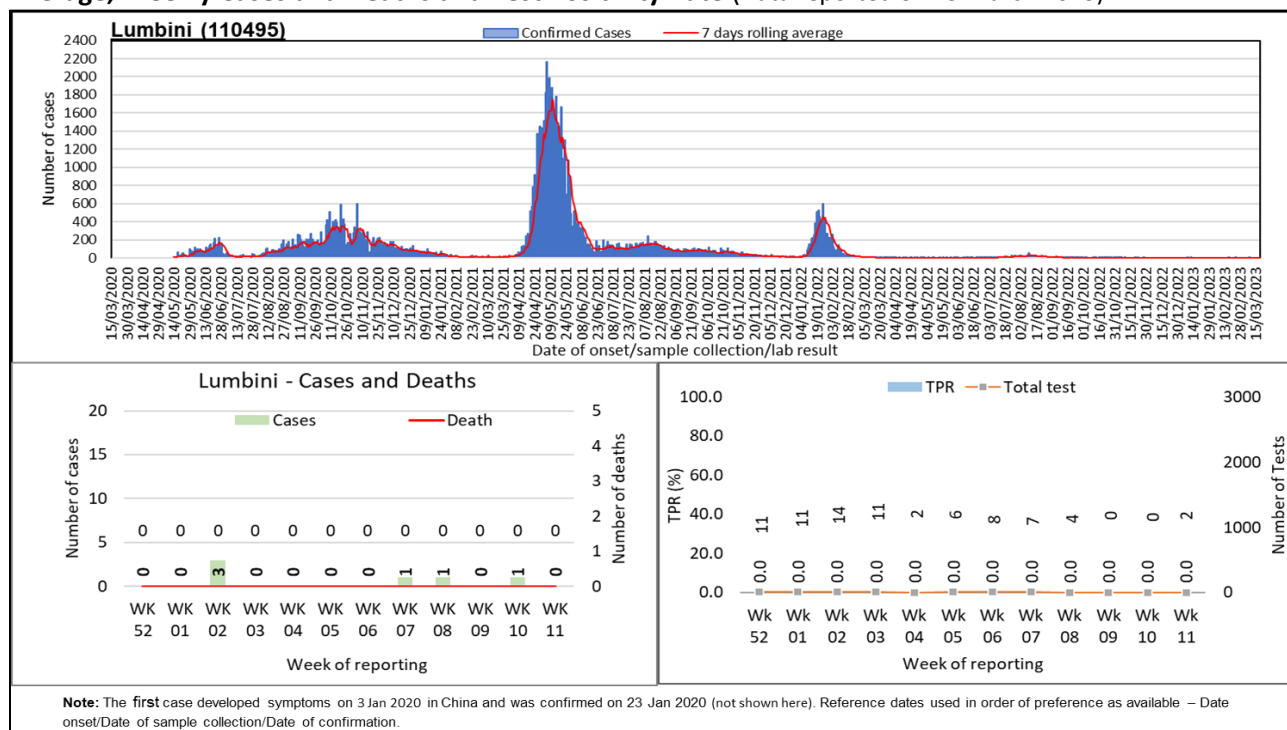 Lumbini (110495)
Confirmed Cases 7 days rolling average
Number of cases
2400
2200
2000
1800
1600
1400
1200
1000
800
600
400
200
0
15/03/2020 30/03/2020 14/04/2020 29/04/2020 14/05/2020 29/05/2020 13/06/2020 28/06/2020 13/07/2020 28/07/2020 12/08/2020 27/08/2020 11/09/2020 26/09/2020 11/10/2020 26/10/2020 10/11/2020 25/11/2020 10/12/2020 25/12/2020 09/01/2021 24/01/2021 08/02/2021 23/02/2021 10/03/2021 25/03/2021 09/04/2021 24/04/2021 09/05/2021 24/05/2021 08/06/2021 23/06/2021 08/07/2021 23/07/2021 07/08/2021 22/08/2021 06/09/2021 21/09/2021 06/10/2021 21/10/2021 05/11/2021 20/11/2021 05/12/2021 20/12/2021 04/01/2022 19/01/2022 03/02/2022 18/02/2022 05/03/2022 20/03/2022 04/04/2022 19/04/2022 04/05/2022 19/05/2022 03/06/2022 18/06/2022 03/07/2022 18/07/2022 02/08/2022 17/08/2022 01/09/2022 16/09/2022 01/10/2022 16/10/2022 31/10/2022 15/11/2022 30/11/2022 15/12/2022 30/12/2022 14/01/2023 29/01/2023 13/02/2023 28/02/2023 15/03/2023
Date of onset/sample collection/lab result
Lumbini - Cases and Deaths
Cases Death
Number of cases
20
15
10
5
0
5
4
3
2
1
0
Number of deaths
0 0 0 0 0 0 0 0 0 0 0 0
0 0 3 0 0 0 0 1 1 0 1 0
WK WK WK WK WK WK WK WK WK WK WK WK
52 01 02 03 04 05 06 07 08 09 10 11
Week of reporting
TPR Total test
TPR (%)
100.0
80.0
60.0
40.0
20.0
0.0
3000
2000
1000
0
Number of Tests
11 11 14 11 2 6 8 7 4 0 0 2
0.0 0.0 0.0 0.0 0.0 0.0 0.0 0.0 0.0 0.0 0.0 0.0
Wk Wk Wk Wk Wk Wk Wk Wk Wk Wk Wk Wk
52 01 02 03 04 05 06 07 08 09 10 11
Week of reporting
Note: The first case developed symptoms on 3 Jan 2020 in China and was confirmed on 23 Jan 2020 (not shown here). Reference dates used in order of preference as available – Date
onset/Date of sample collection/Date of confirmation.